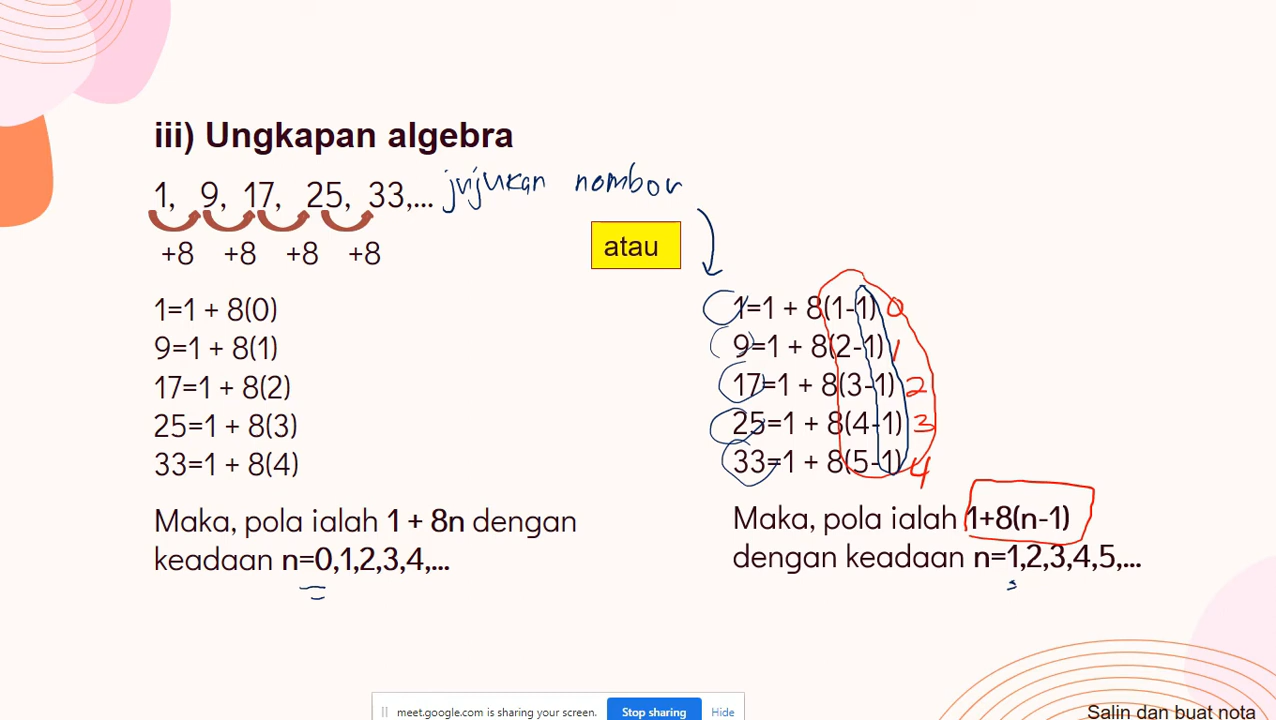 iii) Ungkapan algebra
1, 9, 17, 25, 33,... jujukan nombor
+8 +8 +8 +8
atau
1=1 + 8(0)
9=1 + 8(1)
17=1 + 8(2)
25=1 + 8(3)
33=1 + 8(4)
Maka, pola ialah 1 + 8n dengan
keadaan n=0,1,2,3,4,...
1=1 + 8(1-1) 0
9=1 + 8(2-1) 1
17=1 + 8(3-1) 2
25=1 + 8(4-1) 3
33=1 + 8(5-1) 4
Maka, pola ialah 1+8(n-1)
dengan keadaan n=1,2,3,4,5,...
meet.google.com is sharing your screen. Stop sharing Hide
Salin dan buat nota